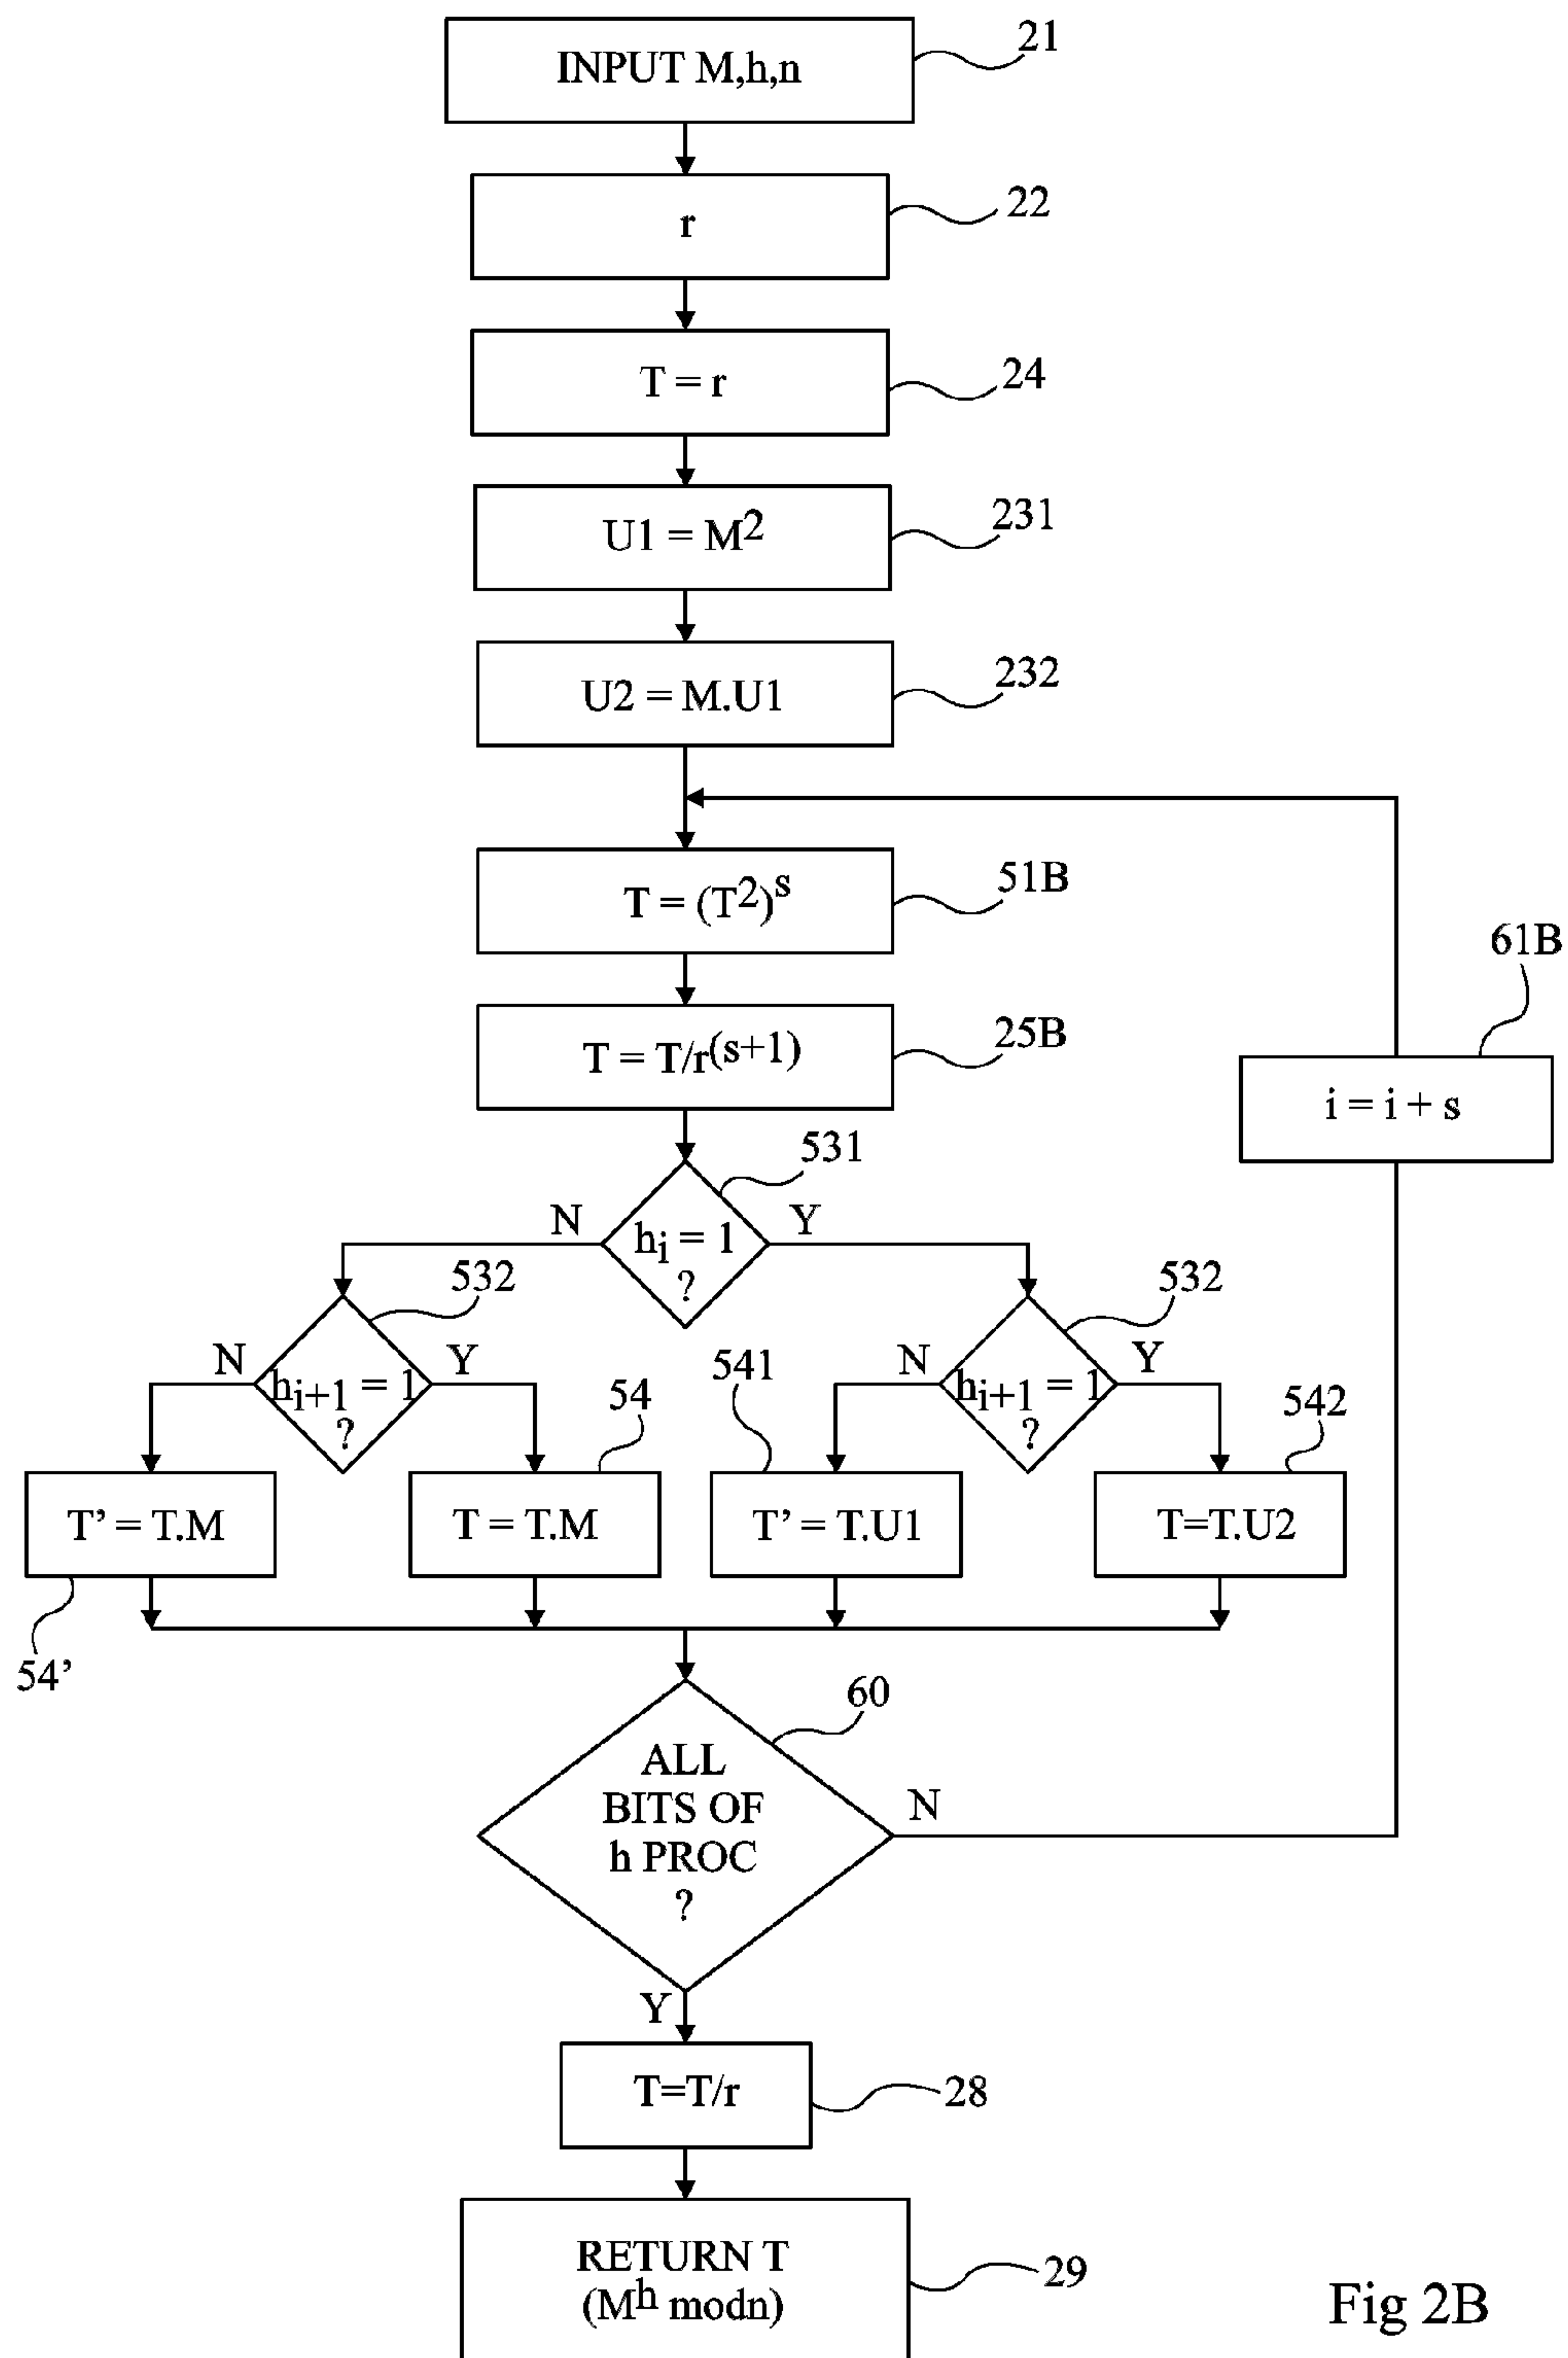 INPUT M,h,n
21
r
22
T = r
24
U1 = M²
231
U2 = M.U1
232
T = (T²)ˢ
51B
61B
T = T/r⁽ˢ⁺¹⁾
25B
i = i + s
531
N
Y
hᵢ = 1
?
532
532
N
Y
hᵢ₊₁ = 1
?
541
54
N
Y
hᵢ₊₁ = 1
?
542
T’ = T.M
T = T.M
T’ = T.U1
T=T.U2
54’
60
ALL
BITS OF
h PROC
?
N
Y
T=T/r
28
RETURN T
(Mʰ modn)
29
Fig 2B